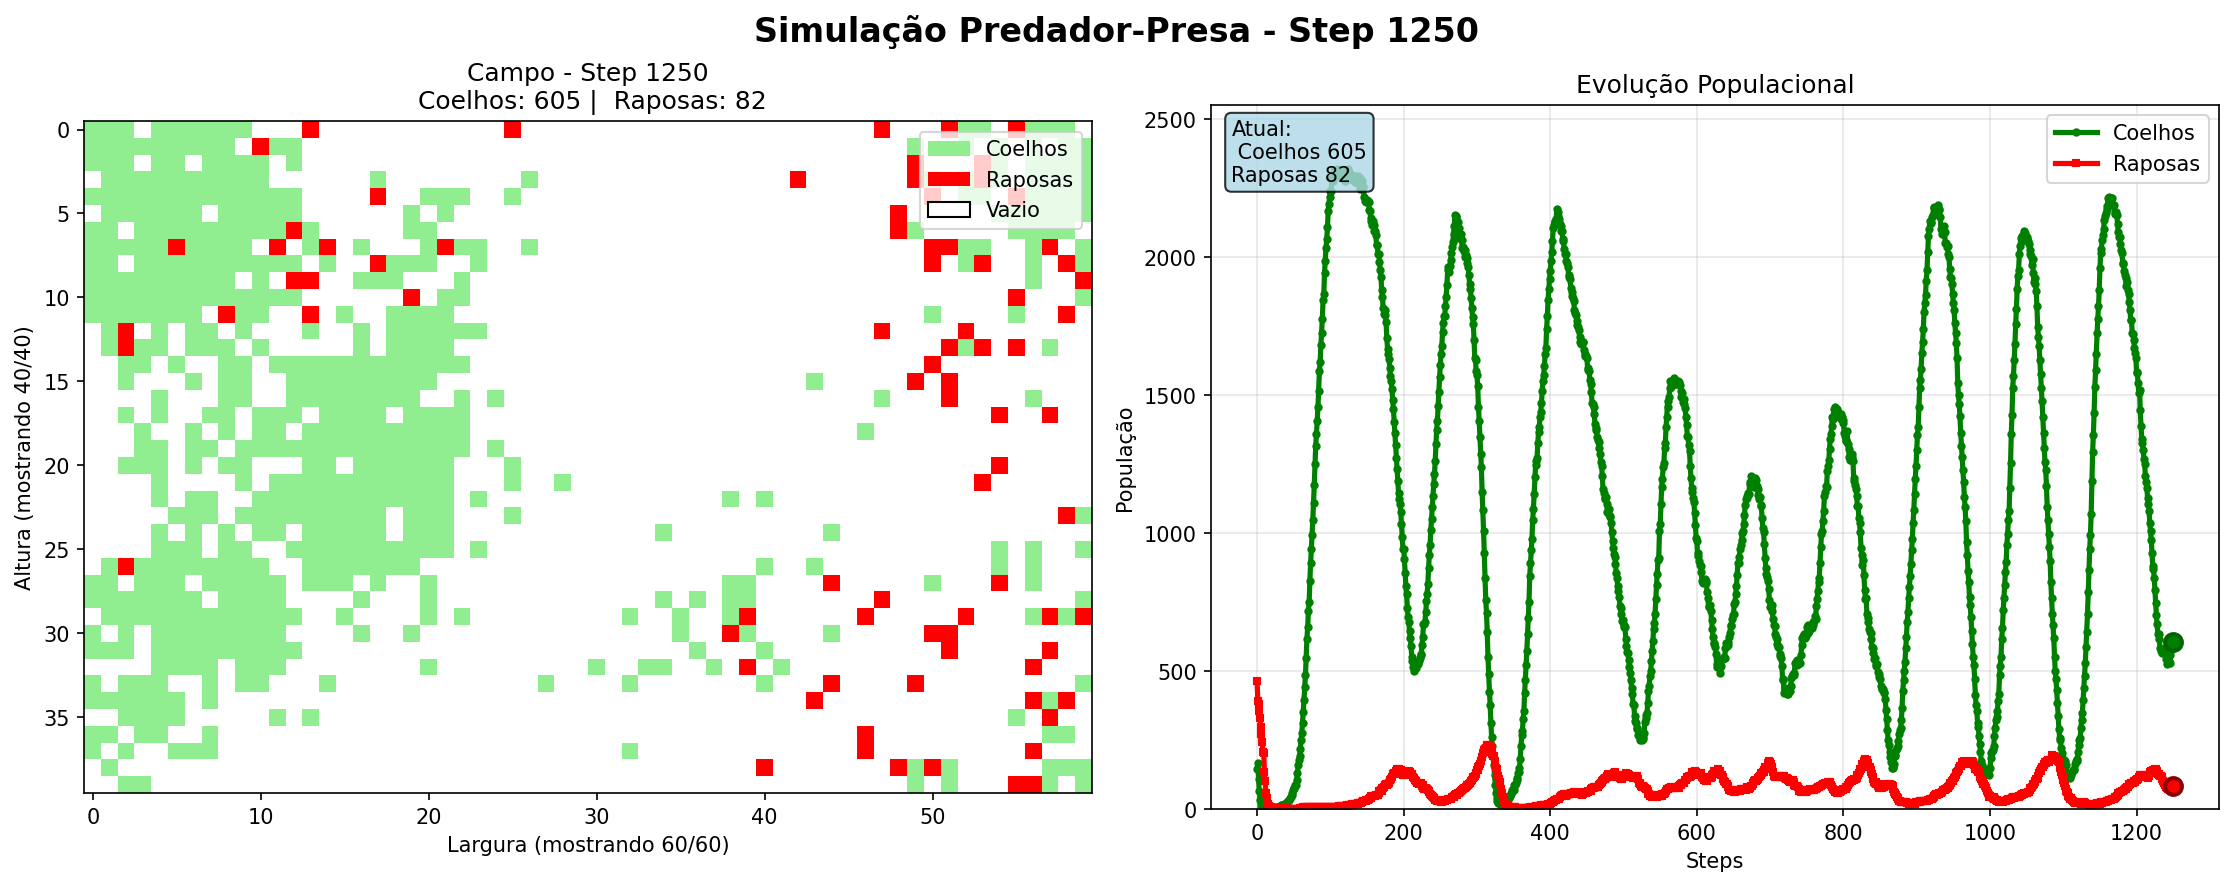 Simulação Predador-Presa - Step 1250
Campo - Step 1250
Coelhos: 605 |  Raposas: 82
0
5
10
15
20
25
30
35
Altura (mostrando 40/40)
0
10
20
30
40
50
Largura (mostrando 60/60)
Coelhos
Raposas
Vazio
Evolução Populacional
Atual:
Coelhos 605
Raposas 82
Coelhos
Raposas
2500
2000
1500
1000
500
0
População
0
200
400
600
800
1000
1200
Steps